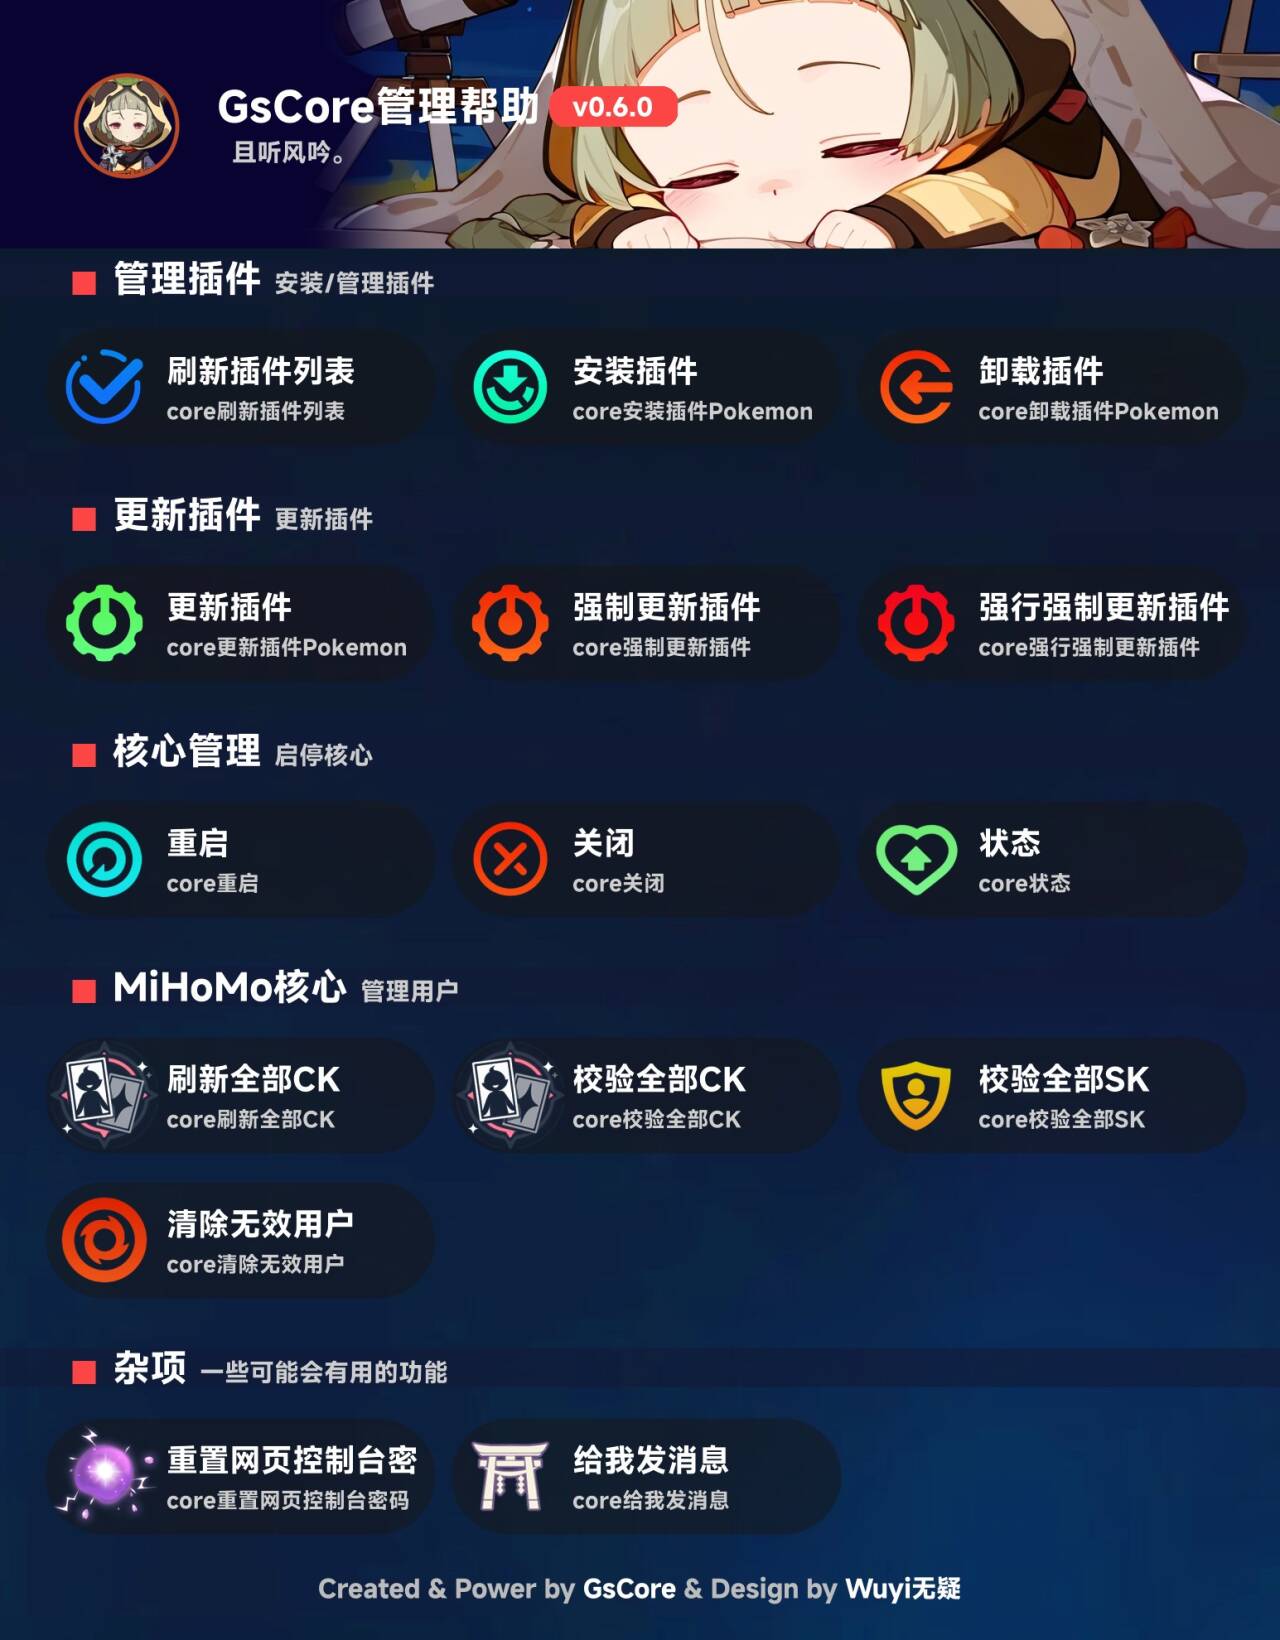 GsCore管理帮助 v0.6.0
且听风吟。
管理插件 安装/管理插件
刷新插件列表
core刷新插件列表
安装插件
core安装插件Pokemon
卸载插件
core卸载插件Pokemon
更新插件 更新插件
更新插件
core更新插件Pokemon
强制更新插件
core强制更新插件
强行强制更新插件
core强行强制更新插件
核心管理 启停核心
重启
core重启
关闭
core关闭
状态
core状态
MiHoMo核心 管理用户
刷新全部CK
core刷新全部CK
校验全部CK
core校验全部CK
校验全部SK
core校验全部SK
清除无效用户
core清除无效用户
杂项 一些可能会有用的功能
重置网页控制台密
core重置网页控制台密码
给我发消息
core给我发消息
Created & Power by GsCore & Design by Wuyi无疑